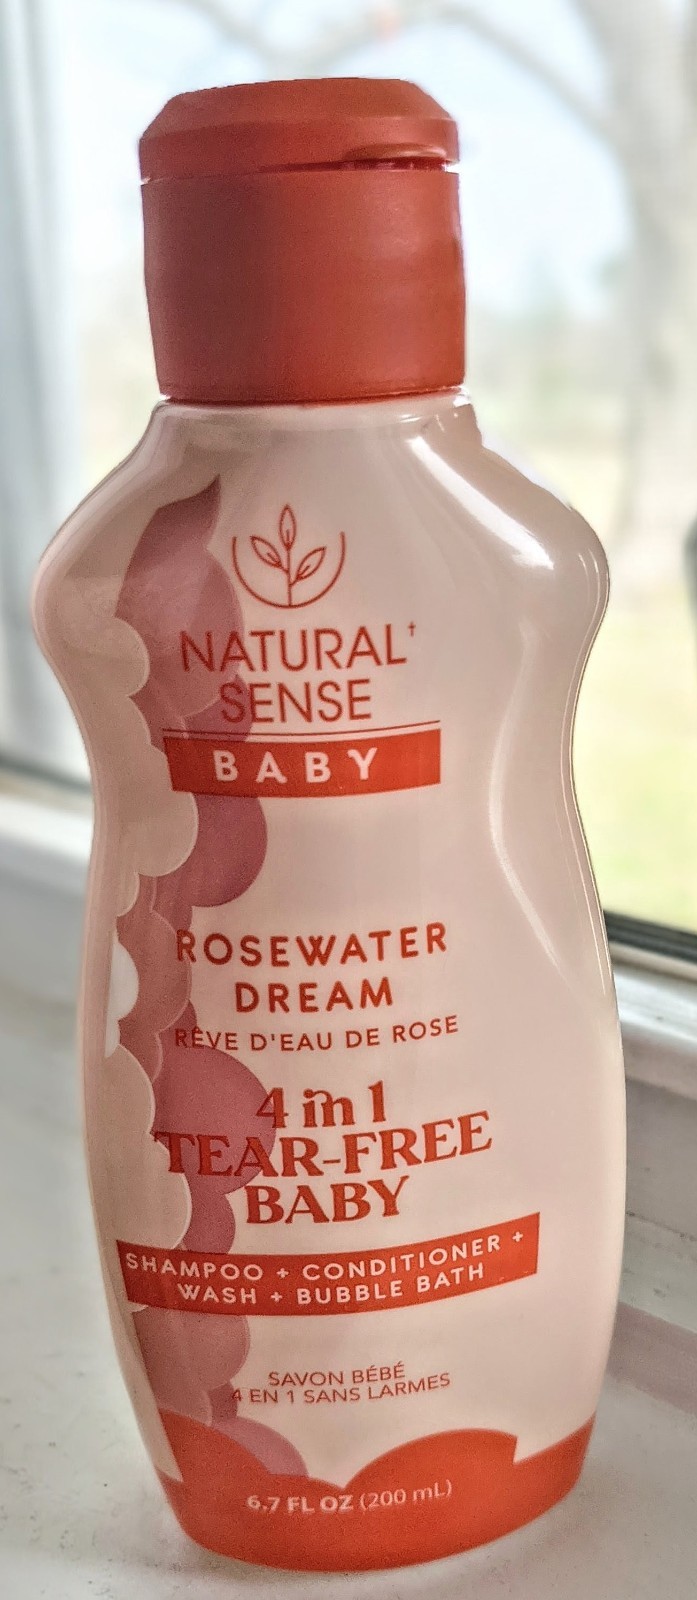 NATURAL†
SENSE
BABY
ROSEWATER
DREAM
RÊVE D'EAU DE ROSE
4 in 1
TEAR-FREE
BABY
SHAMPOO + CONDITIONER +
WASH + BUBBLE BATH
SAVON BÉBÉ
4 EN 1 SANS LARMES
6.7 FL OZ (200 mL)